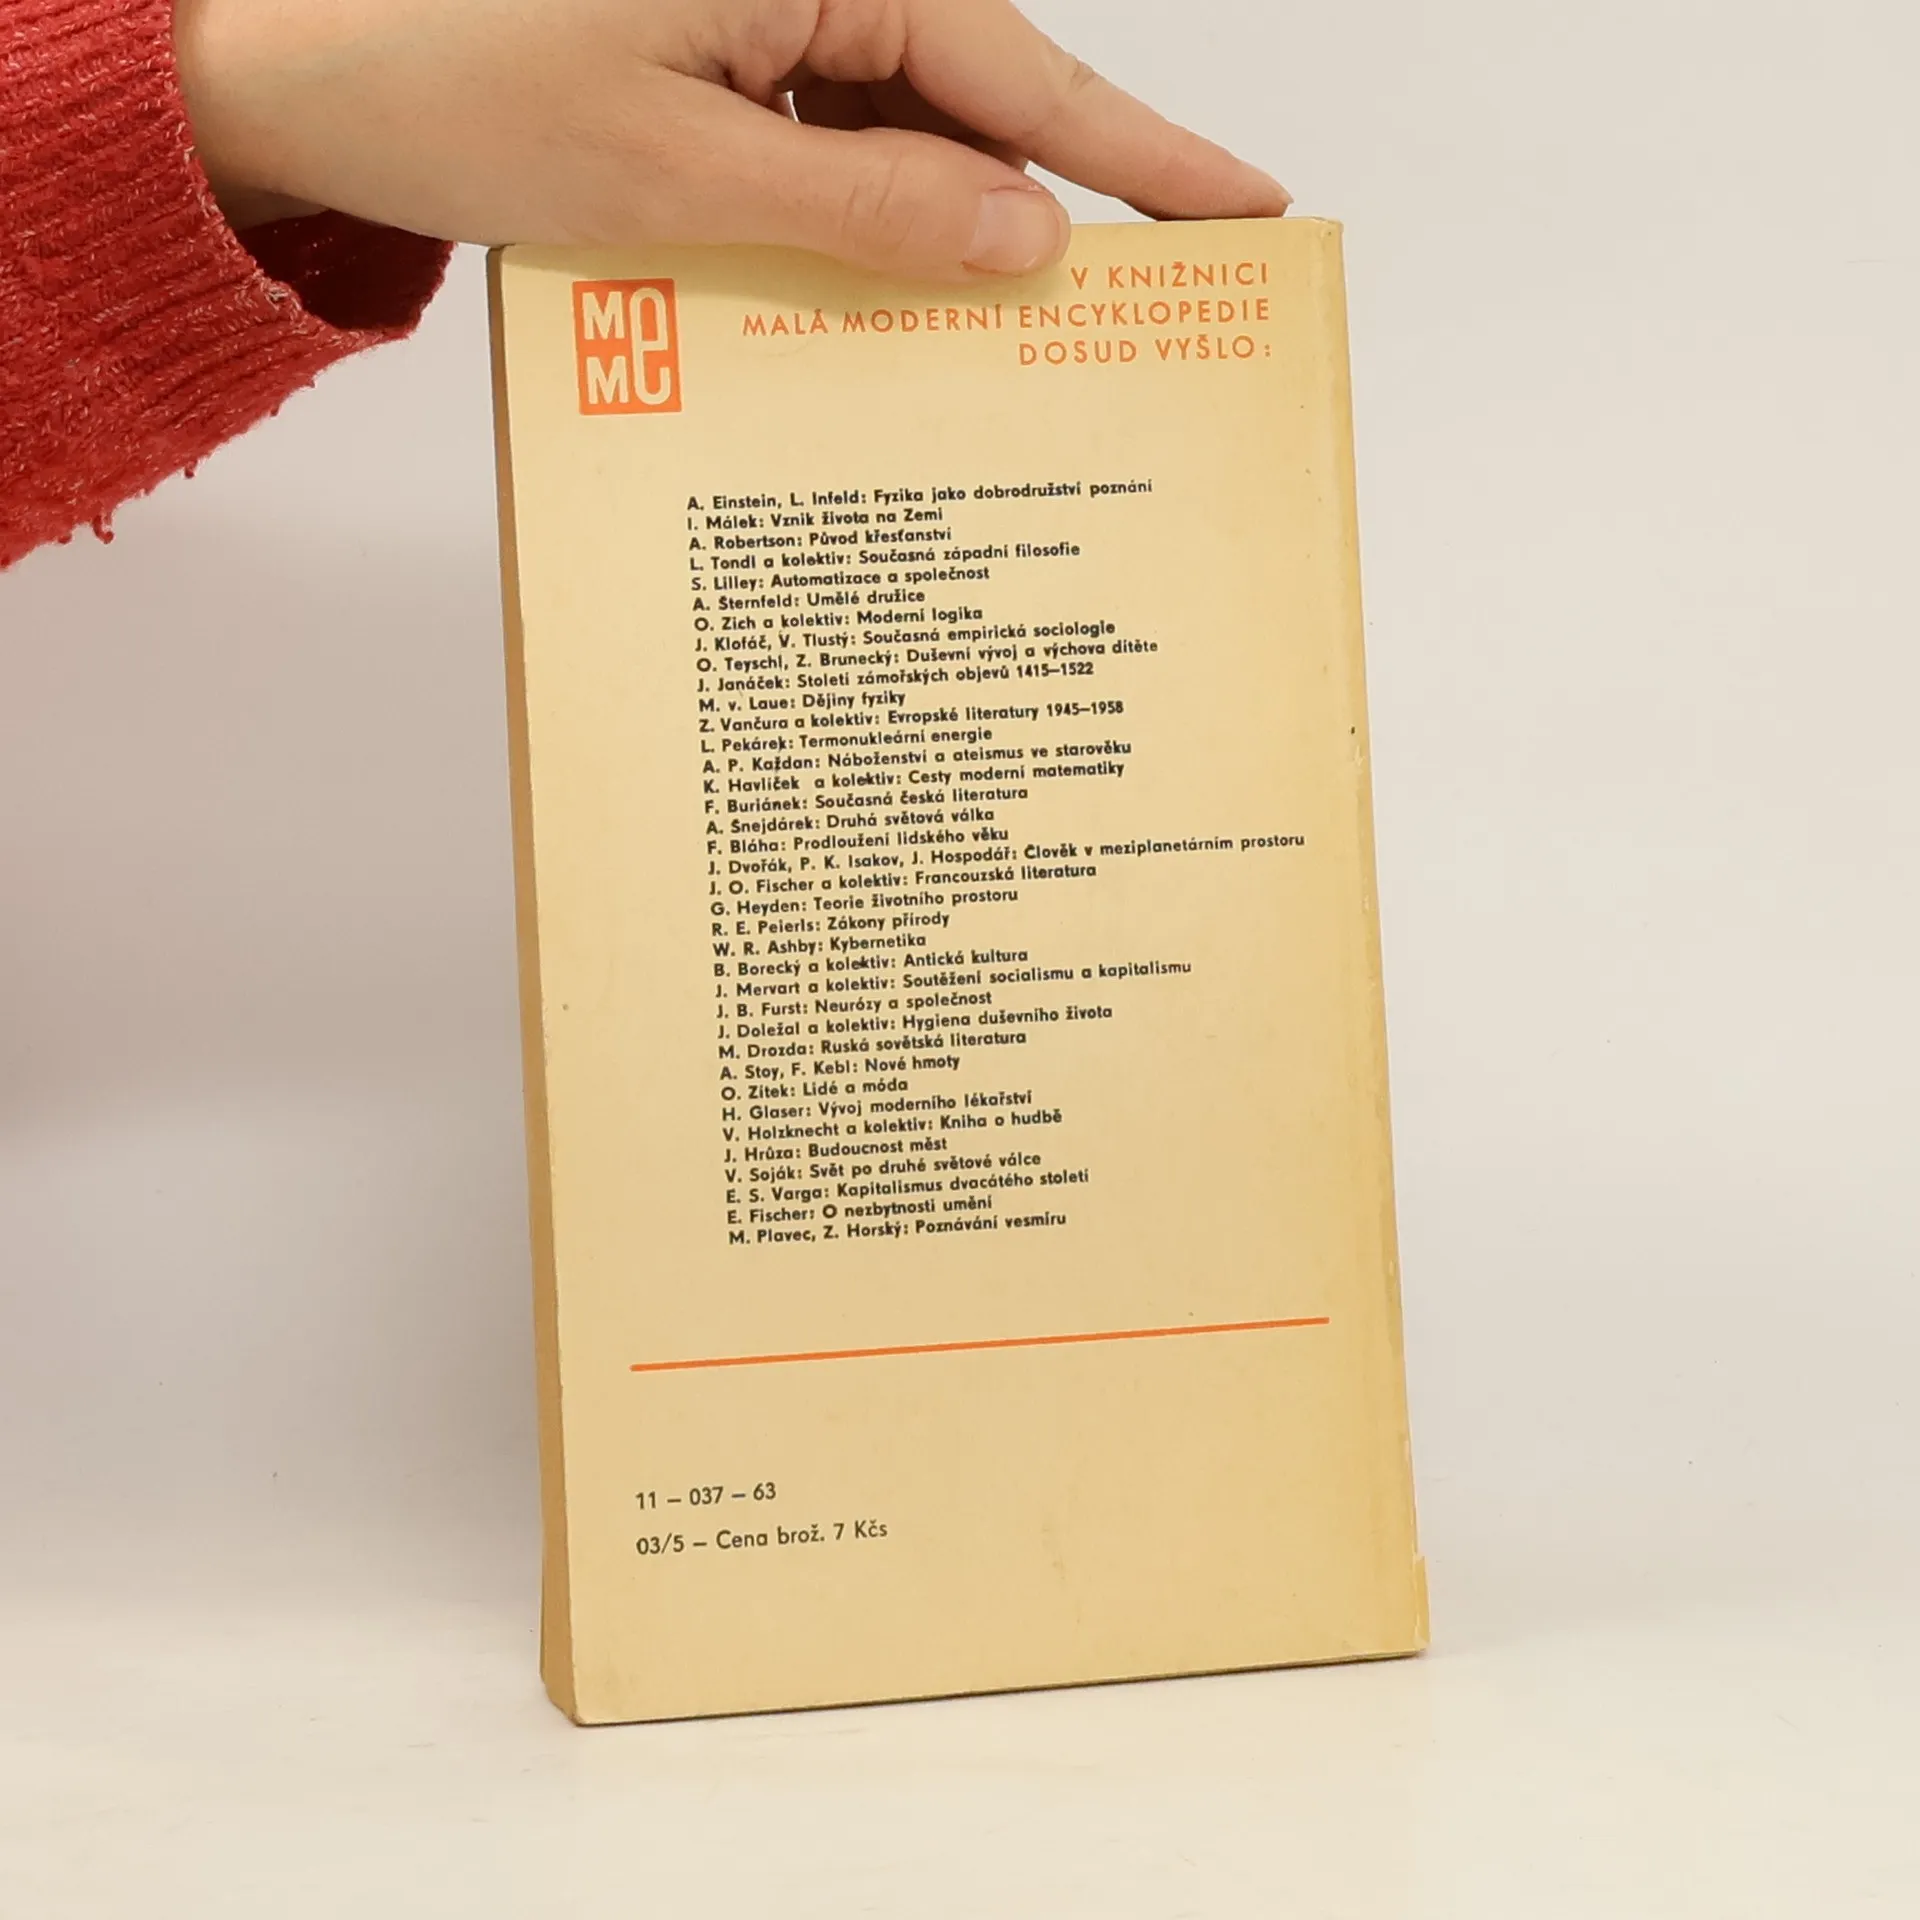 MME
M
V KNIŽNICI
MALÁ MODERNÍ ENCYKLOPEDIE
DOSUD VYŠLO:
A. Einstein, L. Infeld: Fyzika jako dobrodružství poznání
I. Málek: Vznik života na Zemi
A. Robertson: Původ křesťanství
L. Tondl a kolektiv: Současná západní filosofie
S. Lilley: Automatizace a společnost
A. Šternfeld: Umělé družice
O. Zich a kolektiv: Moderní logika
J. Klofáč, V. Tlustý: Současná empirická sociologie
O. Teyschl, Z. Brunecký: Duševní vývoj a výchova dítěte
J. Janáček: Století zámořských objevů 1415–1522
M. v. Laue: Dějiny fyziky
Z. Vančura a kolektiv: Evropské literatury 1945–1958
L. Pekárek: Termonukleární energie
A. P. Každan: Náboženství a ateismus ve starověku
K. Havlíček a kolektiv: Cesty moderní matematiky
F. Buriánek: Současná česká literatura
A. Šnejdárek: Druhá světová válka
F. Bláha: Prodloužení lidského věku
J. Dvořák, P. K. Isakov, J. Hospodář: Člověk v meziplanetárním prostoru
J. O. Fischer a kolektiv: Francouzská literatura
G. Heyden: Teorie životního prostoru
R. E. Peierls: Zákony přírody
W. R. Ashby: Kybernetika
B. Borecký a kolektiv: Antická kultura
J. Mervart a kolektiv: Soutěžení socialismu a kapitalismu
J. B. Furst: Neurózy a společnost
J. Doležal a kolektiv: Hygiena duševního života
M. Drozda: Ruská sovětská literatura
A. Stoy, F. Kebl: Nové hmoty
O. Zítek: Lidé a móda
H. Glaser: Vývoj moderního lékařství
V. Holzknecht a kolektiv: Kniha o hudbě
J. Hrůza: Budoucnost měst
V. Soják: Svět po druhé světové válce
E. S. Varga: Kapitalismus dvacátého století
E. Fischer: O nezbytnosti umění
M. Plavec, Z. Horský: Poznávání vesmíru
11 – 037 – 63
03/5 – Cena brož. 7 Kčs